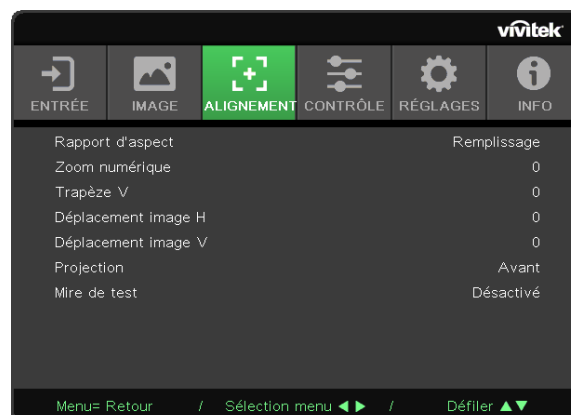 vivitek
ENTRÉE IMAGE ALIGNEMENT CONTRÔLE RÉGLAGES INFO
Rapport d'aspect Remplissage
Zoom numérique 0
Trapèze V 0
Déplacement image H 0
Déplacement image V 0
Projection Avant
Mire de test Désactivé
Menu= Retour / Sélection menu ◀ ▶ / Défiler ▲▼